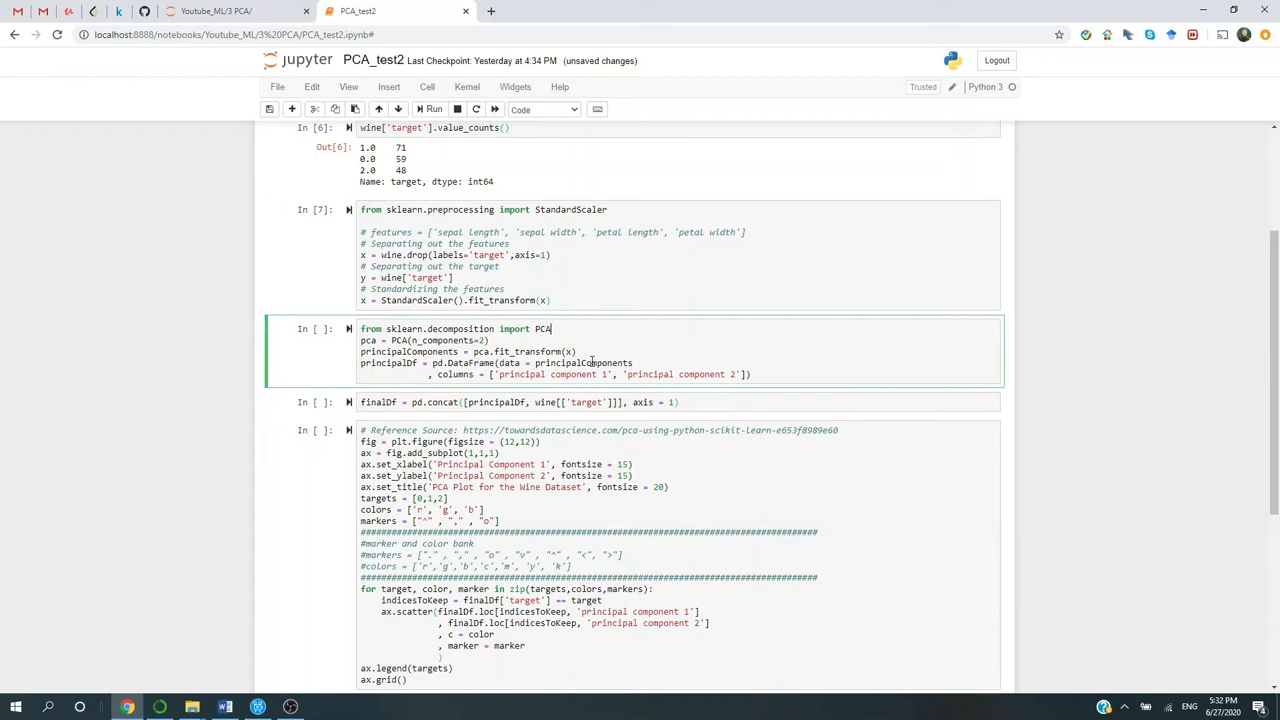 Youtube_ML/3 PCA/
PCA_test2
localhost:8888/notebooks/Youtube_ML/3%20PCA/PCA_test2.ipynb#
jupyter PCA_test2 Last Checkpoint: Yesterday at 4:34 PM (unsaved changes)
Logout
File Edit View Insert Cell Kernel Widgets Help
Trusted Python 3
Run Code
In [6]: wine['target'].value_counts()
Out[6]: 1.0 71
0.0 59
2.0 48
Name: target, dtype: int64
In [7]: from sklearn.preprocessing import StandardScaler
# features = ['sepal length', 'sepal width', 'petal length', 'petal width']
# Separating out the features
x = wine.drop(labels='target',axis=1)
# Separating out the target
y = wine['target']
# Standardizing the features
x = StandardScaler().fit_transform(x)
In [ ]: from sklearn.decomposition import PCA
pca = PCA(n_components=2)
principalComponents = pca.fit_transform(x)
principalDf = pd.DataFrame(data = principalComponents
, columns = ['principal component 1', 'principal component 2'])
In [ ]: finalDf = pd.concat([principalDf, wine[['target']]], axis = 1)
In [ ]: # Reference Source: https://towardsdatascience.com/pca-using-python-scikit-learn-e653f8989e60
fig = plt.figure(figsize = (12,12))
ax = fig.add_subplot(1,1,1)
ax.set_xlabel('Principal Component 1', fontsize = 15)
ax.set_ylabel('Principal Component 2', fontsize = 15)
ax.set_title('PCA Plot for the Wine Dataset', fontsize = 20)
targets = [0,1,2]
colors = ['r', 'g', 'b']
markers = ["^" , "," , "o"]
################################################################################
#marker and color bank
#markers = ["." , "," , "o" , "v" , "^" , "<", ">"]
#colors = ['r','g','b','c','m', 'y', 'k']
################################################################################
for target, color, marker in zip(targets,colors,markers):
indicesToKeep = finalDf['target'] == target
ax.scatter(finalDf.loc[indicesToKeep, 'principal component 1']
, finalDf.loc[indicesToKeep, 'principal component 2']
, c = color
, marker = marker
)
ax.legend(targets)
ax.grid()
ENG
5:32 PM
6/27/2020
4